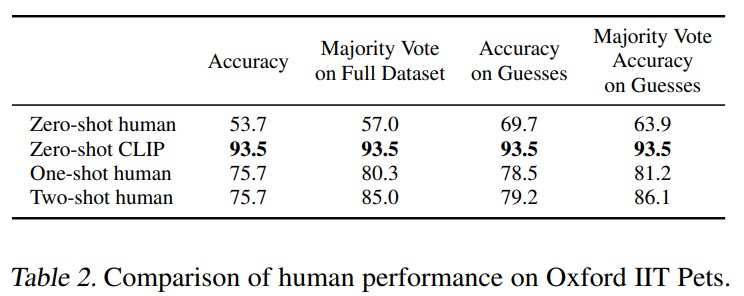 Accuracy Majority Vote on Full Dataset Accuracy on Guesses Majority Vote Accuracy on Guesses
Zero-shot human 53.7 57.0 69.7 63.9
Zero-shot CLIP 93.5 93.5 93.5 93.5
One-shot human 75.7 80.3 78.5 81.2
Two-shot human 75.7 85.0 79.2 86.1
Table 2. Comparison of human performance on Oxford IIT Pets.